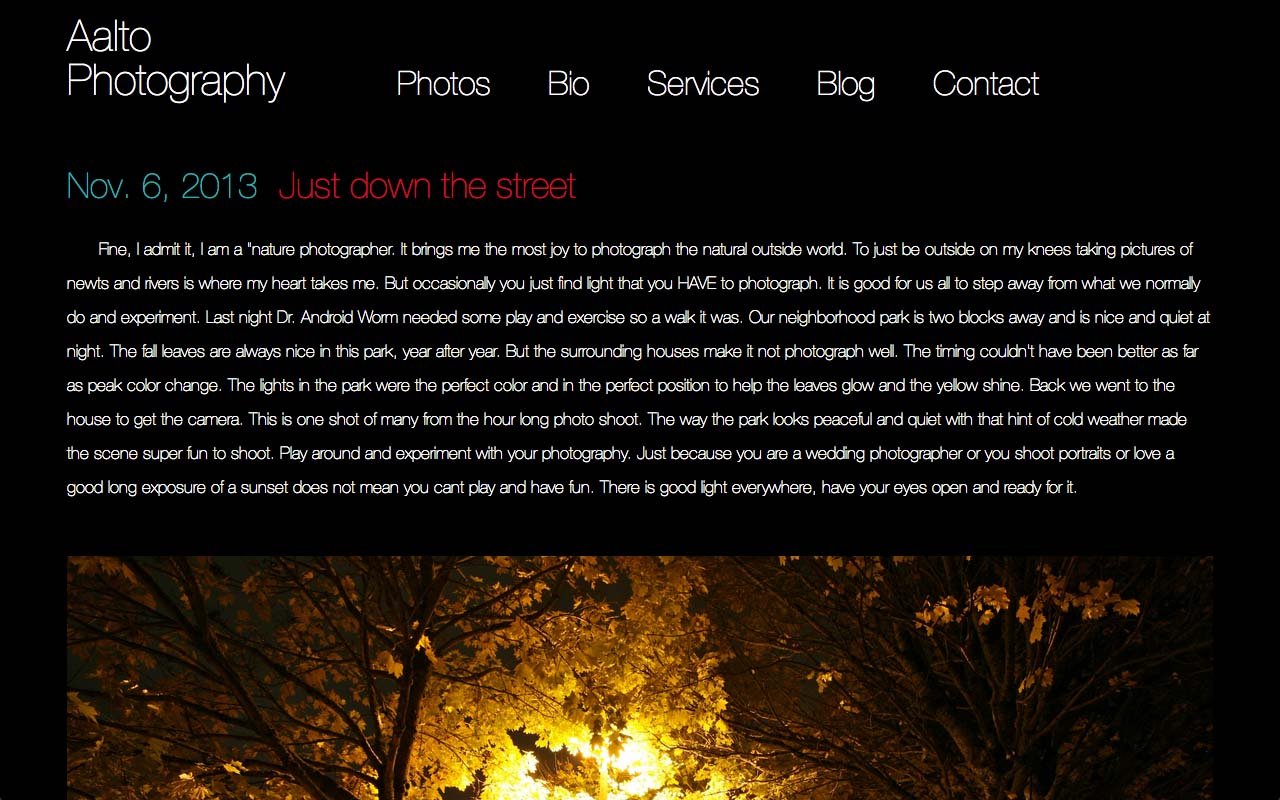 Aalto
Photography
Photos Bio Services Blog Contact
Nov. 6, 2013 Just down the street
Fine, I admit it, I am a "nature photographer. It brings me the most joy to photograph the natural outside world. To just be outside on my knees taking pictures of
newts and rivers is where my heart takes me. But occasionally you just find light that you HAVE to photograph. It is good for us all to step away from what we normally
do and experiment. Last night Dr. Android Worm needed some play and exercise so a walk it was. Our neighborhood park is two blocks away and is nice and quiet at
night. The fall leaves are always nice in this park, year after year. But the surrounding houses make it not photograph well. The timing couldn't have been better as far
as peak color change. The lights in the park were the perfect color and in the perfect position to help the leaves glow and the yellow shine. Back we went to the
house to get the camera. This is one shot of many from the hour long photo shoot. The way the park looks peaceful and quiet with that hint of cold weather made
the scene super fun to shoot. Play around and experiment with your photography. Just because you are a wedding photographer or you shoot portraits or love a
good long exposure of a sunset does not mean you cant play and have fun. There is good light everywhere, have your eyes open and ready for it.